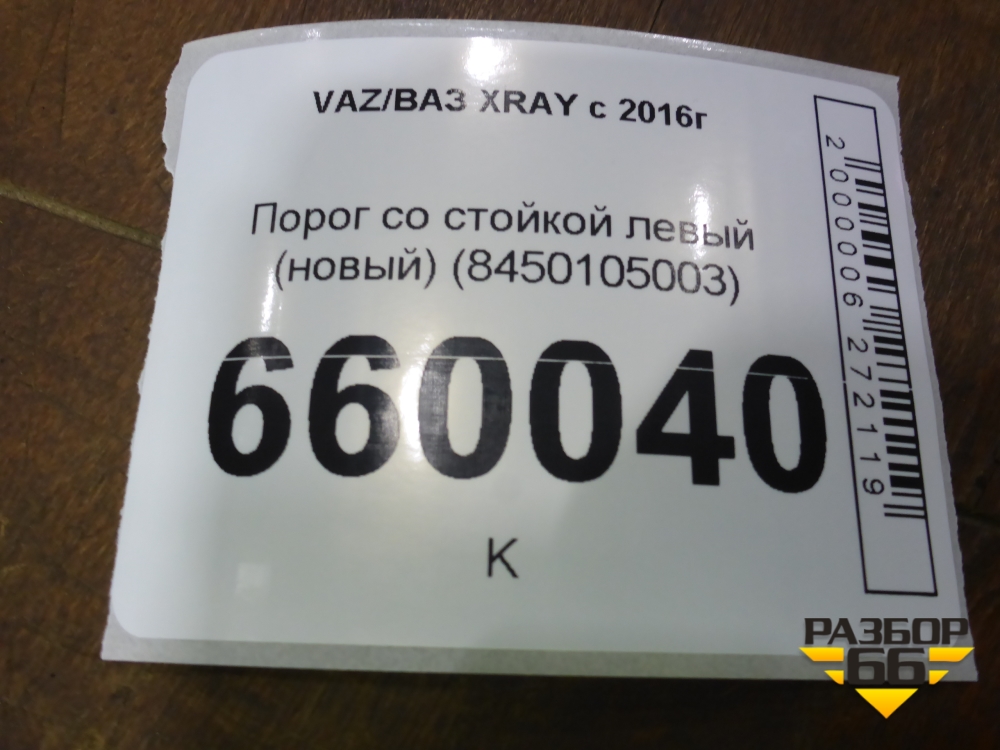 VAZ/ВАЗ XRAY с 2016г
Порог со стойкой левый
(новый) (8450105003)
660040
К
2000006272119
РАЗБОР
66